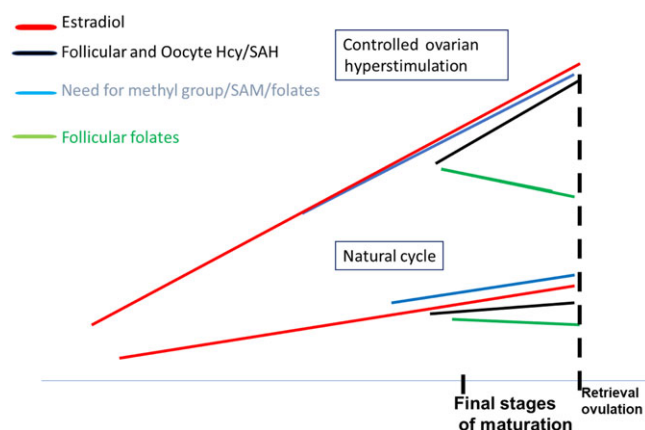 Estradiol
Follicular and Oocyte Hcy/SAH
Need for methyl group/SAM/folates
Follicular folates
Controlled ovarian
hyperstimulation
Natural cycle
Final stages
of maturation
Retrieval
ovulation